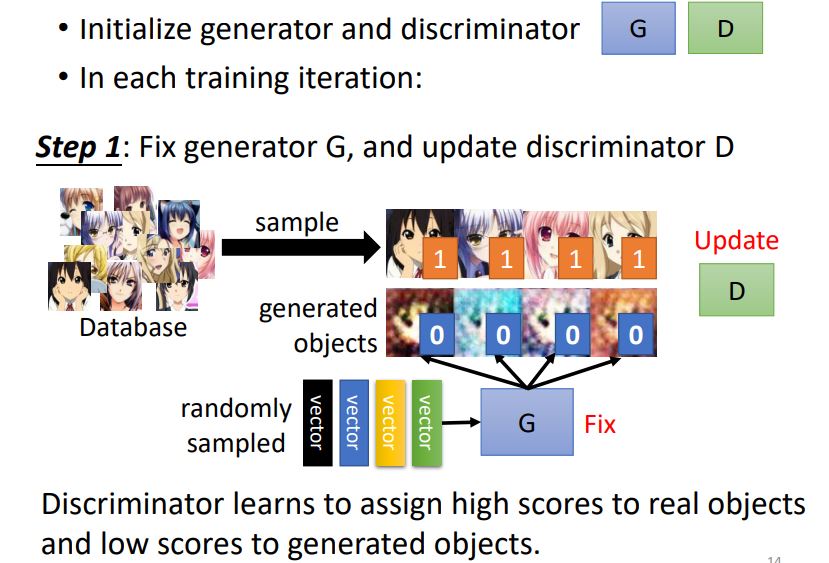 • Initialize generator and discriminator G D
• In each training iteration:
Step 1: Fix generator G, and update discriminator D
sample
1 1 1 1
Update
D
Database
generated
objects
0 0 0 0
randomly
sampled
vector vector vector vector
G
Fix
Discriminator learns to assign high scores to real objects
and low scores to generated objects.
14